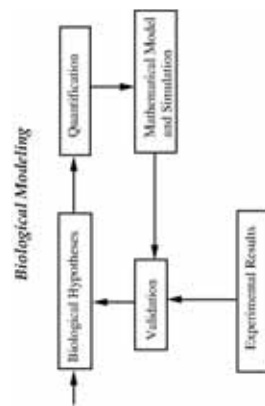 Biological Modeling
Biological Hypotheses
Quantification
Validation
Mathematical Model
and Simulation
Experimental Results